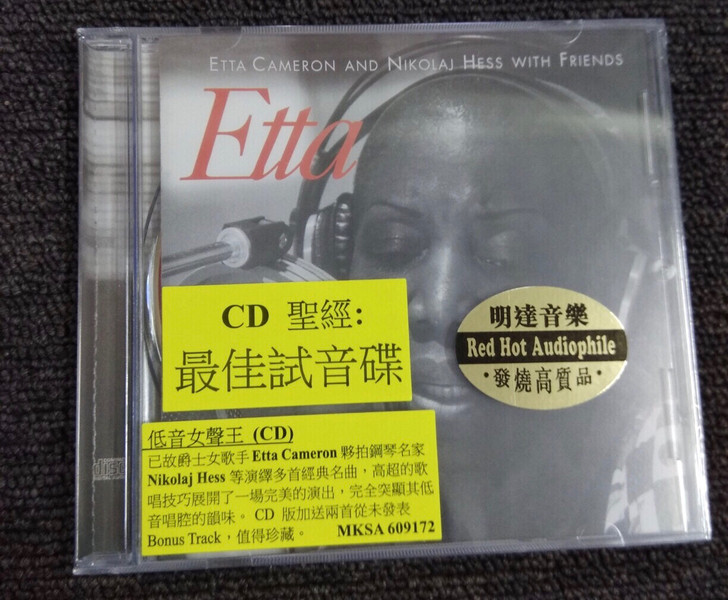 ETTA CAMERON AND NIKOLAJ HESS WITH FRIENDS
Etta
CD 聖經:
最佳試音碟
明達音樂
Red Hot Audiophile
·發燒高質品·
低音女聲王 (CD)
已故爵士女歌手 Etta Cameron 夥拍鋼琴名家
Nikolaj Hess 等演繹多首經典名曲，高超的歌
唱技巧展開了一場完美的演出，完全突顯其低
音唱腔的韻味。CD 版加送兩首從未發表
Bonus Track，值得珍藏。 MKSA 609172
disc